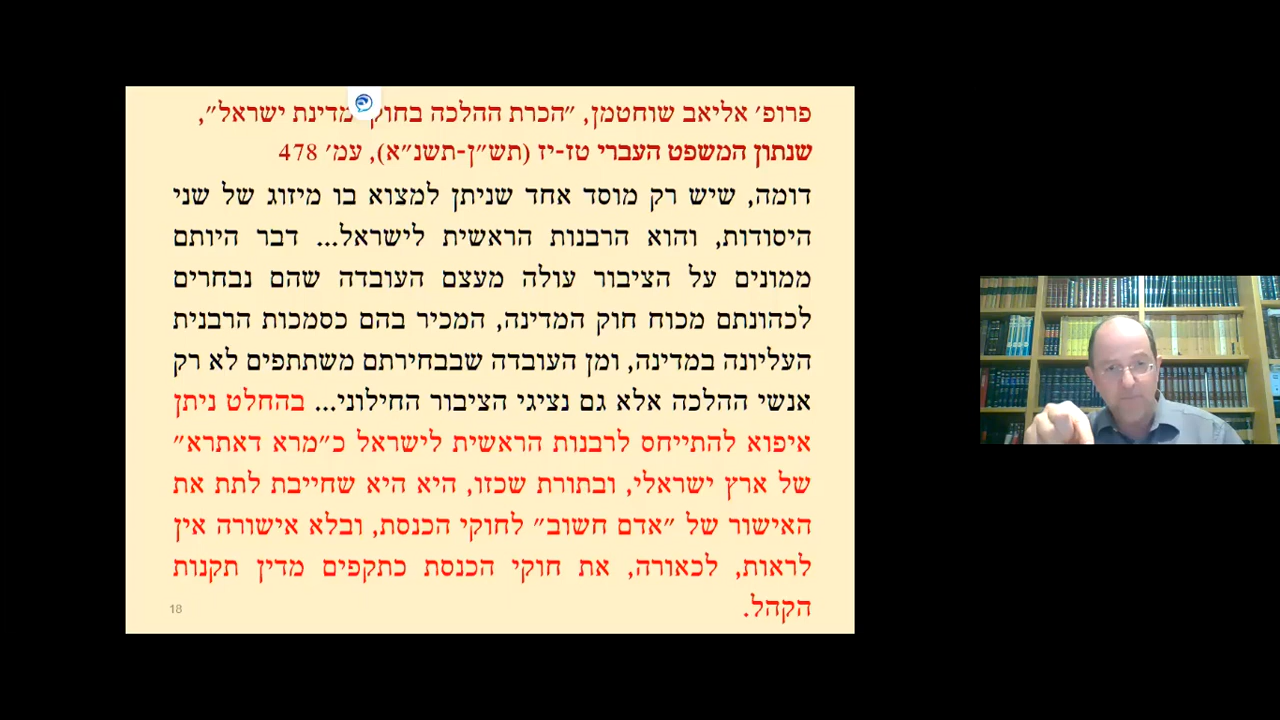 פרופ׳ אליאב שוחטמן, ״הכרת ההלכה בחוקי מדינת ישראל״,
שנתון המשפט העברי טז-יז (תש״ן-תשנ״א), עמ׳ 478
דומה, שיש רק מוסד אחד שניתן למצוא בו מיזוג של שני
היסודות, והוא הרבנות הראשית לישראל... דבר היותם
ממונים על הציבור עולה מעצם העובדה שהם נבחרים
לכהונתם מכוח חוק המדינה, המכיר בהם כסמכות הרבנית
העליונה במדינה, ומן העובדה שבבחירתם משתתפים לא רק
אנשי ההלכה אלא גם נציגי הציבור החילוני... בהחלט ניתן
איפוא להתייחס לרבנות הראשית לישראל כ״מרא דאתרא״
של ארץ ישראלי, ובתורת שכזו, היא היא שחייבת לתת את
האישור של ״אדם חשוב״ לחוקי הכנסת, ובלא אישורה אין
לראות, לכאורה, את חוקי הכנסת כתקפים מדין תקנות
הקהל.
18